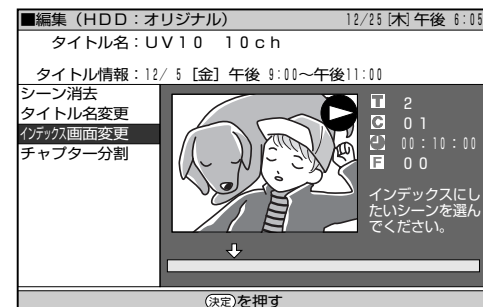 ■編集（HDD：オリジナル） 12/25[木]午後 6:05
タイトル名：ＵＶ１０ １０ｃｈ
タイトル情報：12/ 5 [金] 午後 9:00～午後11:00
シーン消去
タイトル名変更
インデックス画面変更
チャプター分割
T 2
C 01
00：10：00
F 00
インデックスにし
たいシーンを選ん
でください。
決定を押す